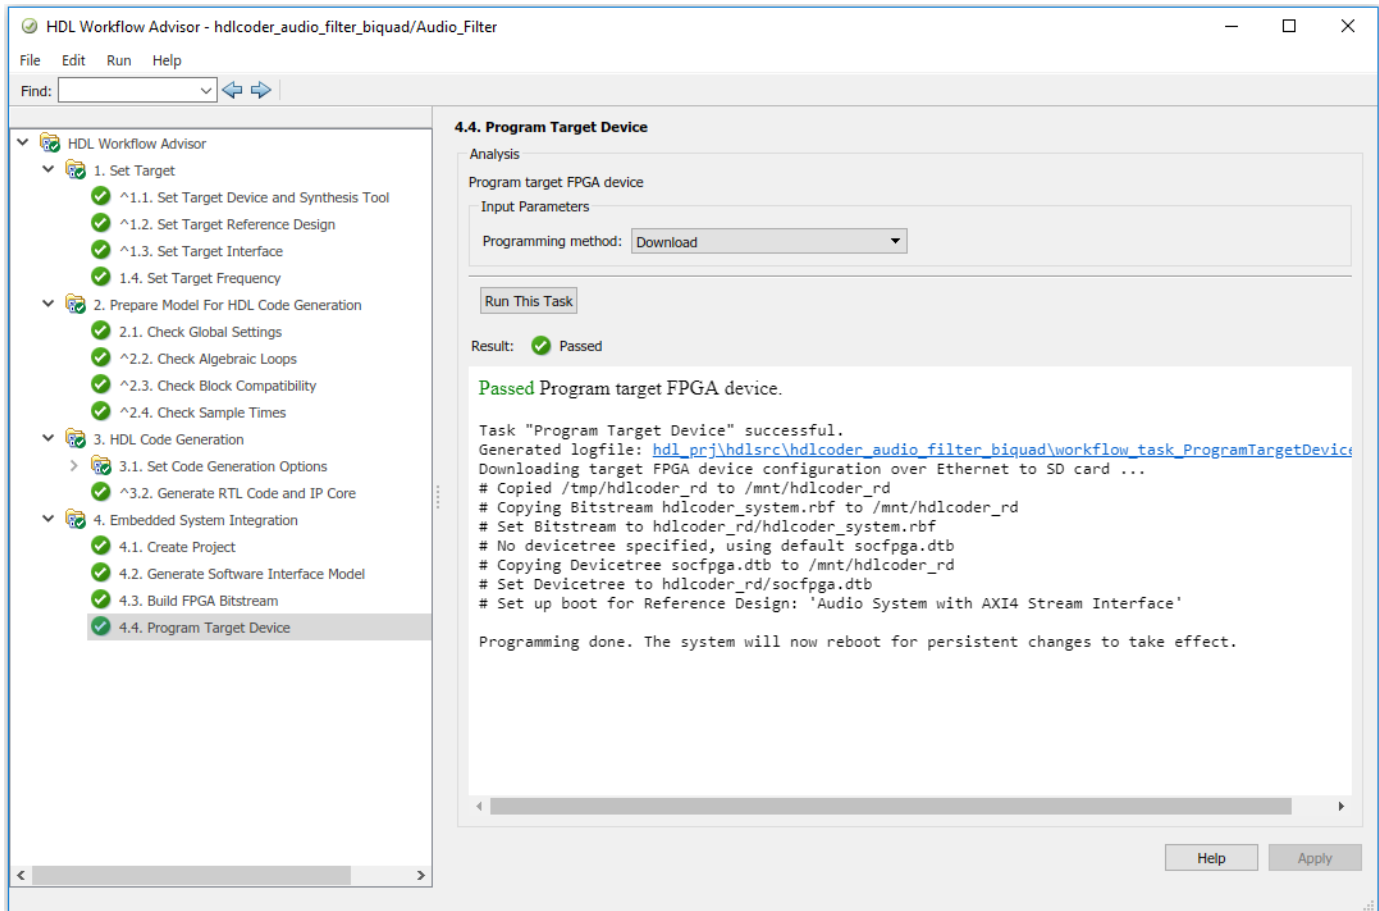 HDL Workflow Advisor - hdlcoder_audio_filter_biquad/Audio_Filter
File Edit Run Help
Find:
HDL Workflow Advisor
1. Set Target
^1.1. Set Target Device and Synthesis Tool
^1.2. Set Target Reference Design
^1.3. Set Target Interface
1.4. Set Target Frequency
2. Prepare Model For HDL Code Generation
2.1. Check Global Settings
^2.2. Check Algebraic Loops
^2.3. Check Block Compatibility
^2.4. Check Sample Times
3. HDL Code Generation
3.1. Set Code Generation Options
^3.2. Generate RTL Code and IP Core
4. Embedded System Integration
4.1. Create Project
4.2. Generate Software Interface Model
4.3. Build FPGA Bitstream
4.4. Program Target Device
4.4. Program Target Device
Analysis
Program target FPGA device
Input Parameters
Programming method: Download
Run This Task
Result: Passed
Passed Program target FPGA device.
Task "Program Target Device" successful.
Generated logfile: hdl_prj\hdlsrc\hdlcoder_audio_filter_biquad\workflow_task_ProgramTargetDevice
Downloading target FPGA device configuration over Ethernet to SD card ...
# Copied /tmp/hdlcoder_rd to /mnt/hdlcoder_rd
# Copying Bitstream hdlcoder_system.rbf to /mnt/hdlcoder_rd
# Set Bitstream to hdlcoder_rd/hdlcoder_system.rbf
# No devicetree specified, using default socfpga.dtb
# Copying Devicetree socfpga.dtb to /mnt/hdlcoder_rd
# Set Devicetree to hdlcoder_rd/socfpga.dtb
# Set up boot for Reference Design: 'Audio System with AXI4 Stream Interface'
Programming done. The system will now reboot for persistent changes to take effect.
Help Apply